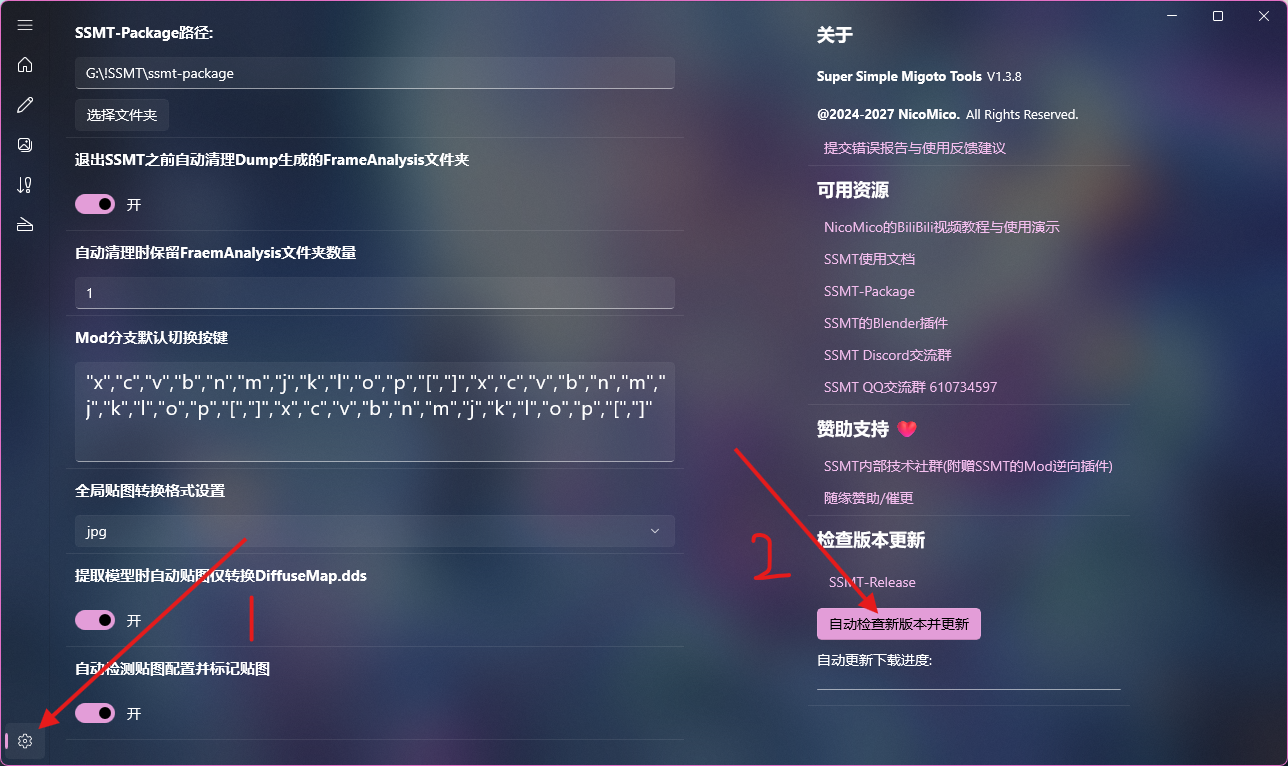 SSMT-Package路径:
G:\!SSMT\ssmt-package
选择文件夹
退出SSMT之前自动清理Dump生成的FrameAnalysis文件夹
开
自动清理时保留FraemAnalysis文件夹数量
1
Mod分支默认切换按键
"x","c","v","b","n","m","j","k","l","o","p","[","]","x","c","v","b","n","m","
j","k","l","o","p","[","]","x","c","v","b","n","m","j","k","l","o","p","[","]"
全局贴图转换格式设置
jpg
提取模型时自动贴图仅转换DiffuseMap.dds
开
1
自动检测贴图配置并标记贴图
开
关于
Super Simple Migoto Tools V1.3.8
@2024-2027 NicoMico. All Rights Reserved.
提交错误报告与使用反馈建议
可用资源
NicoMico的BiliBili视频教程与使用演示
SSMT使用文档
SSMT-Package
SSMT的Blender插件
SSMT Discord交流群
SSMT QQ交流群 610734597
赞助支持
SSMT内部技术社群(附赠SSMT的Mod逆向插件)
随缘赞助/催更
2
检查版本更新
SSMT-Release
自动检查新版本并更新
自动更新下载进度: